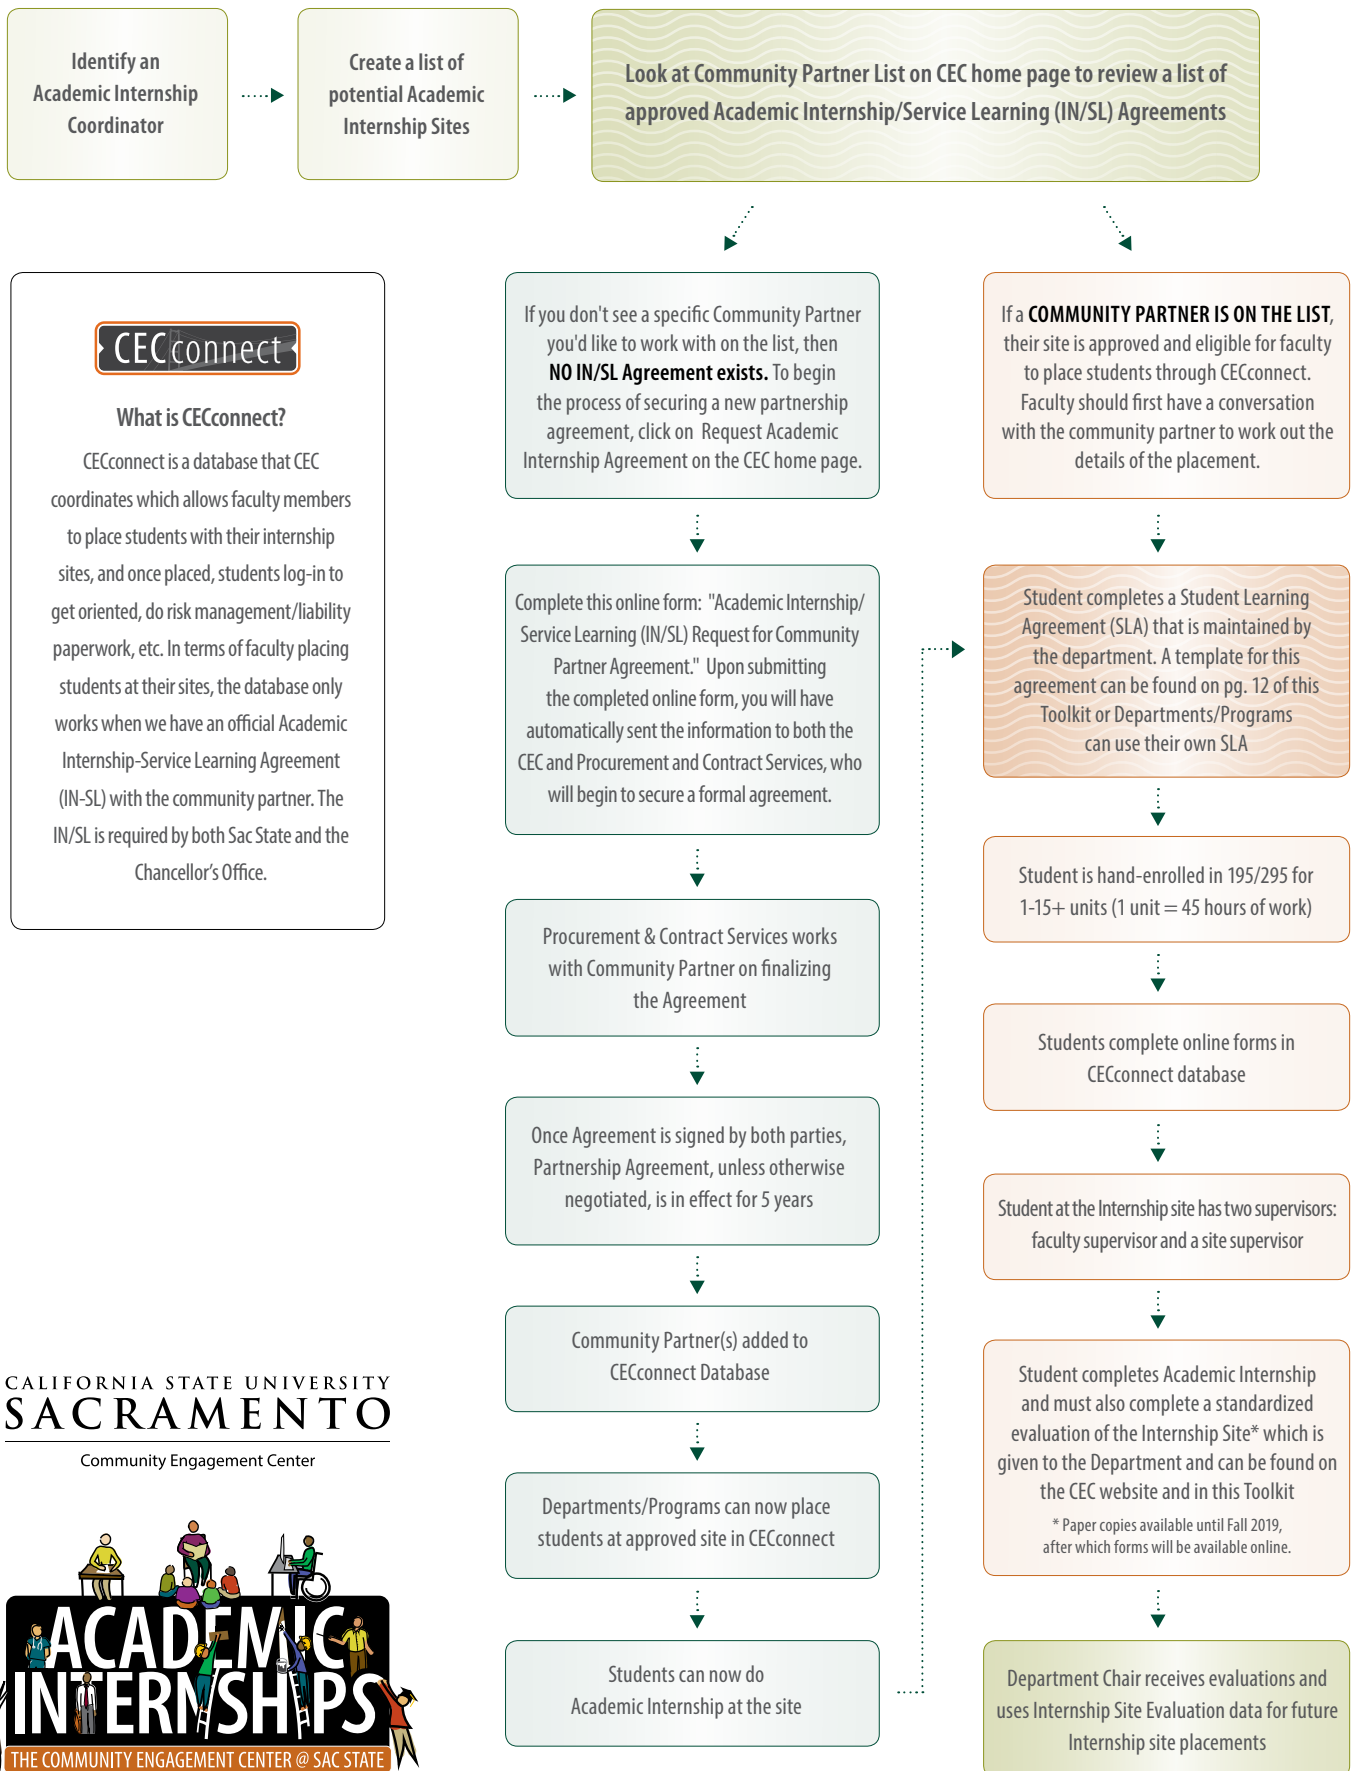 Identify an
Academic Internship
Coordinator
Create a list of
potential Academic
Internship Sites
Look at Community Partner List on CEC home page to review a list of
approved Academic Internship/Service Learning (IN/SL) Agreements
CECconnect
What is CECconnect?
CECconnect is a database that CEC
coordinates which allows faculty members
to place students with their internship
sites, and once placed, students log-in to
get oriented, do risk management/liability
paperwork, etc. In terms of faculty placing
students at their sites, the database only
works when we have an official Academic
Internship-Service Learning Agreement
(IN-SL) with the community partner. The
IN/SL is required by both Sac State and the
Chancellor's Office.
If you don't see a specific Community Partner
you'd like to work with on the list, then
NO IN/SL Agreement exists. To begin
the process of securing a new partnership
agreement, click on Request Academic
Internship Agreement on the CEC home page.
Complete this online form: "Academic Internship/
Service Learning (IN/SL) Request for Community
Partner Agreement." Upon submitting
the completed online form, you will have
automatically sent the information to both the
CEC and Procurement and Contract Services, who
will begin to secure a formal agreement.
Procurement & Contract Services works
with Community Partner on finalizing
the Agreement
Once Agreement is signed by both parties,
Partnership Agreement, unless otherwise
negotiated, is in effect for 5 years
Community Partner(s) added to
CECconnect Database
Departments/Programs can now place
students at approved site in CECconnect
Students can now do
Academic Internship at the site
If a COMMUNITY PARTNER IS ON THE LIST,
their site is approved and eligible for faculty
to place students through CECconnect.
Faculty should first have a conversation
with the community partner to work out the
details of the placement.
Student completes a Student Learning
Agreement (SLA) that is maintained by
the department. A template for this
agreement can be found on pg. 12 of this
Toolkit or Departments/Programs
can use their own SLA
Student is hand-enrolled in 195/295 for
1-15+ units (1 unit = 45 hours of work)
Students complete online forms in
CECconnect database
Student at the Internship site has two supervisors:
faculty supervisor and a site supervisor
Student completes Academic Internship
and must also complete a standardized
evaluation of the Internship Site* which is
given to the Department and can be found on
the CEC website and in this Toolkit
* Paper copies available until Fall 2019,
after which forms will be available online.
Department Chair receives evaluations and
uses Internship Site Evaluation data for future
Internship site placements
CALIFORNIA STATE UNIVERSITY
SACRAMENTO
Community Engagement Center
ACADEMIC
INTERNSHIPS
THE COMMUNITY ENGAGEMENT CENTER @ SAC STATE